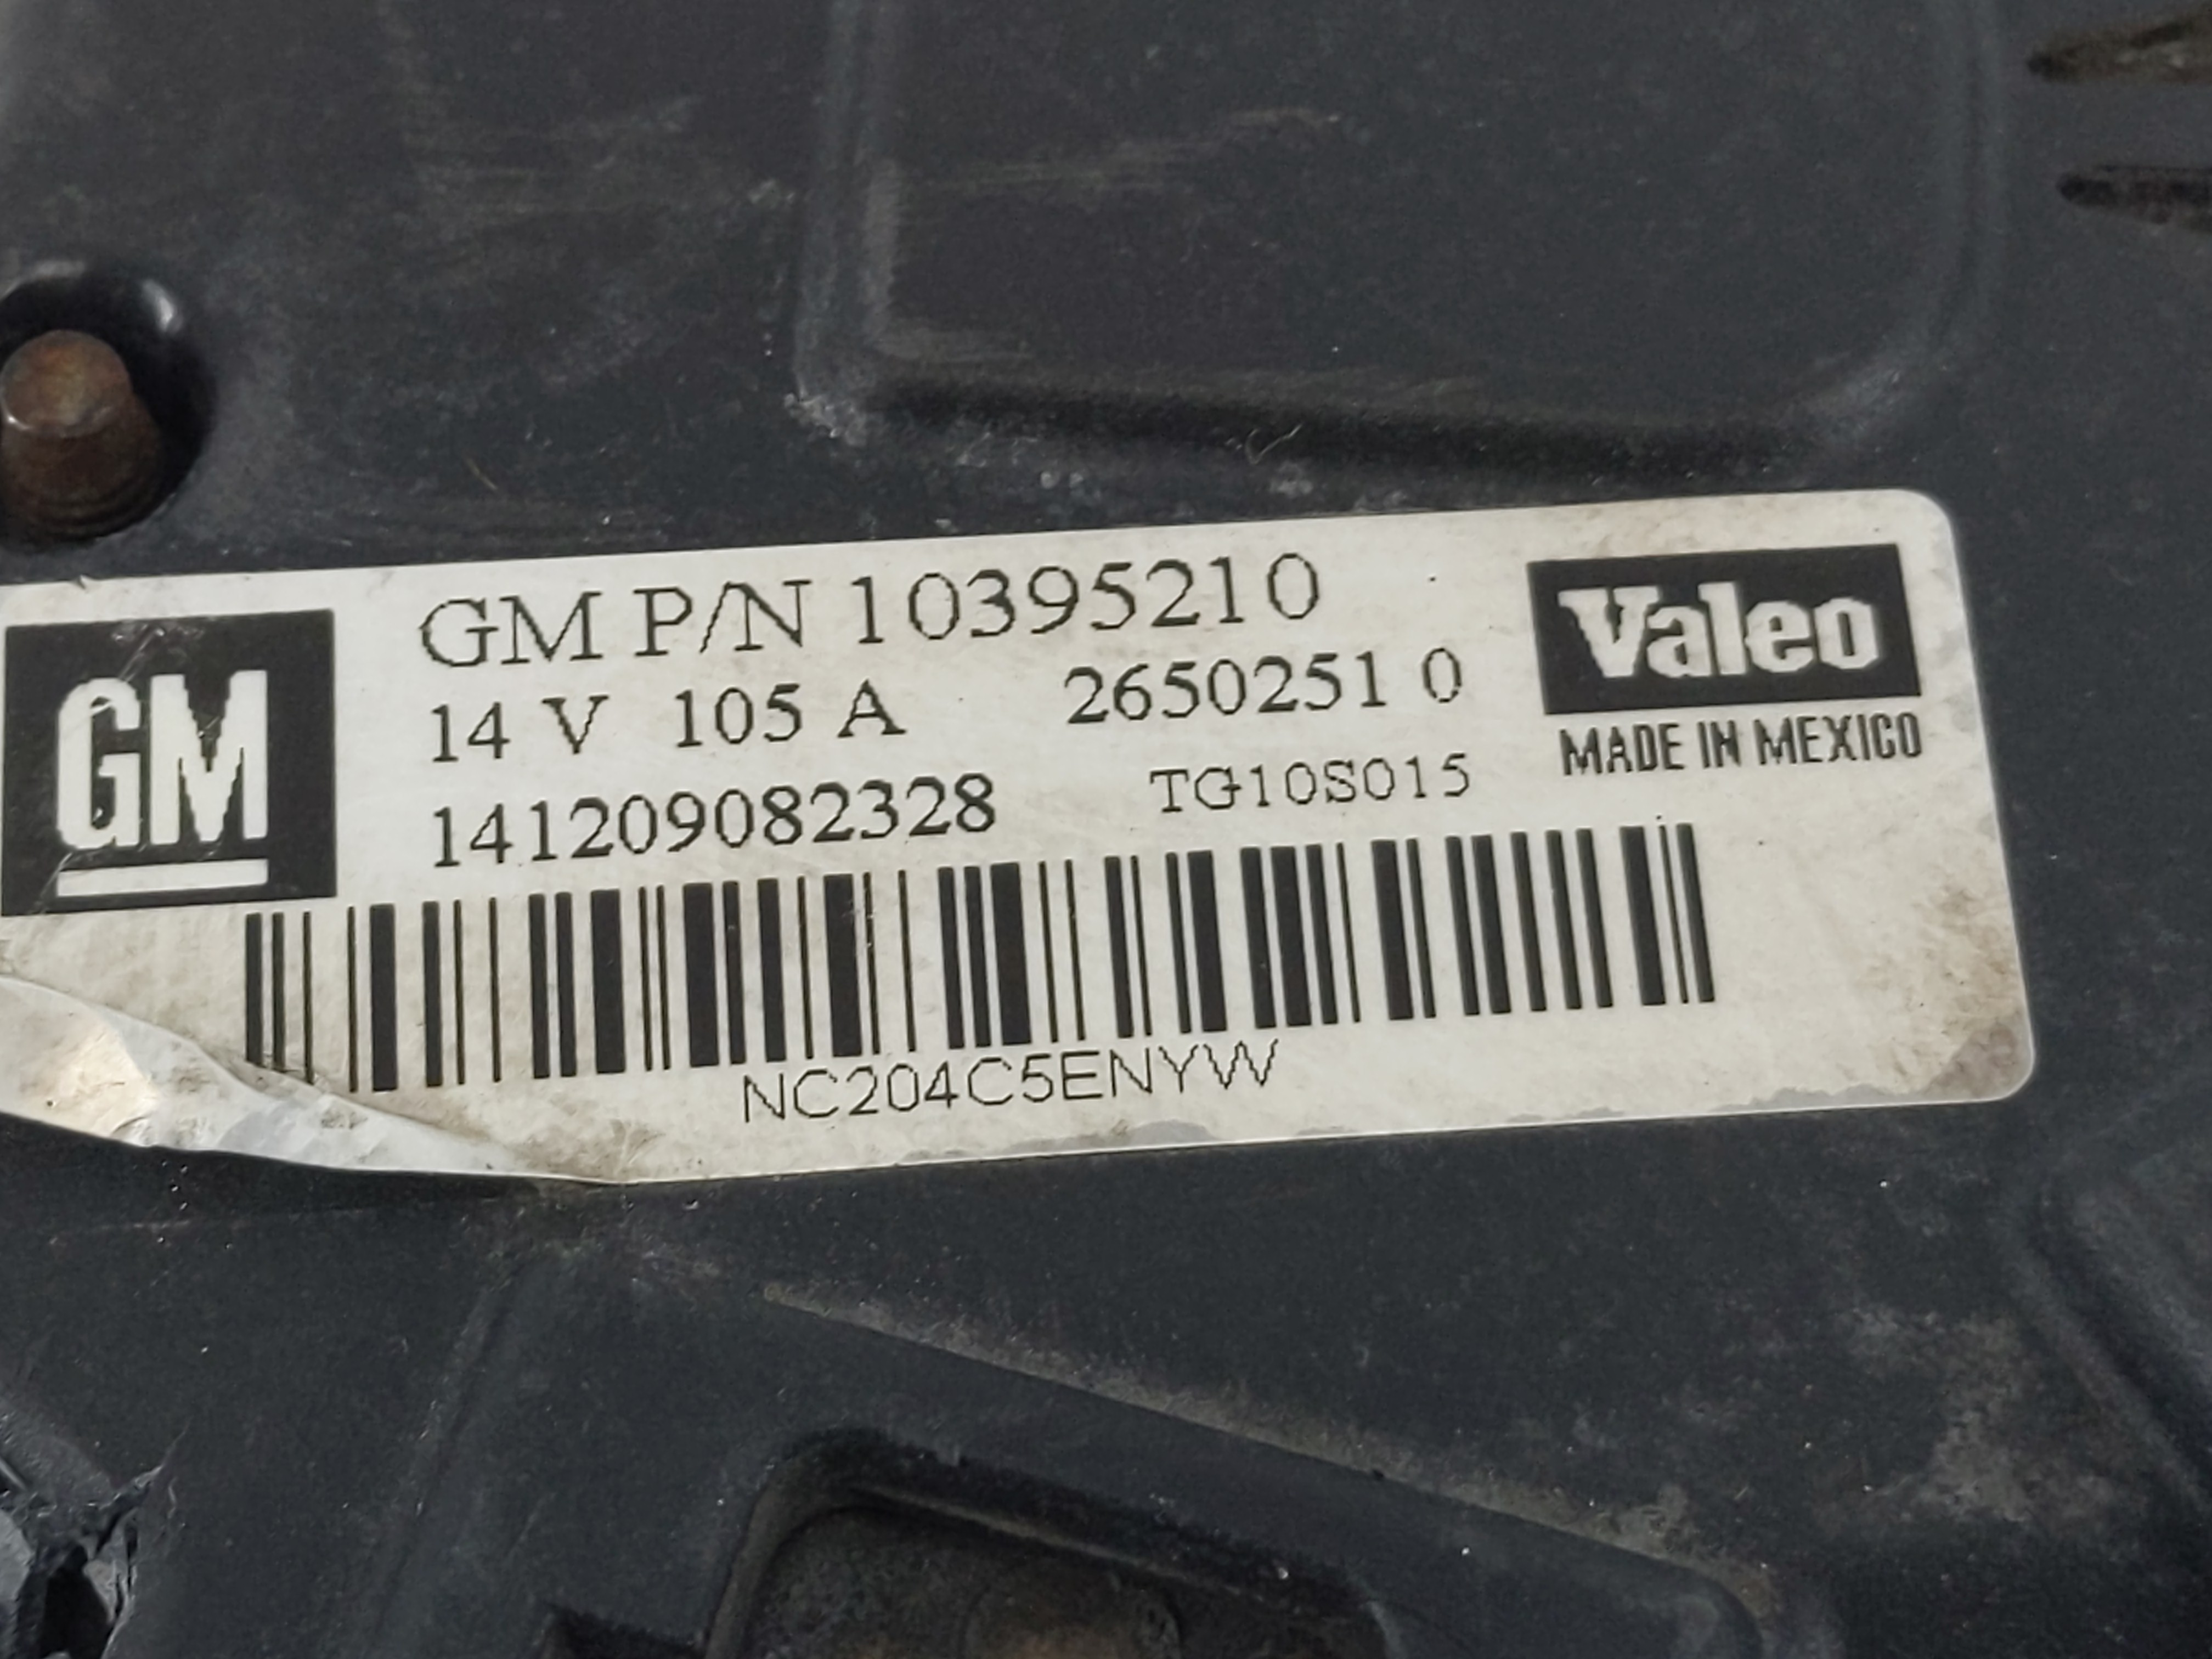 GM
GM P/N 10395210
14 V 105 A 2650251 0
141209082328 TG10S015
Valeo
MADE IN MEXICO
NC204C5ENYW